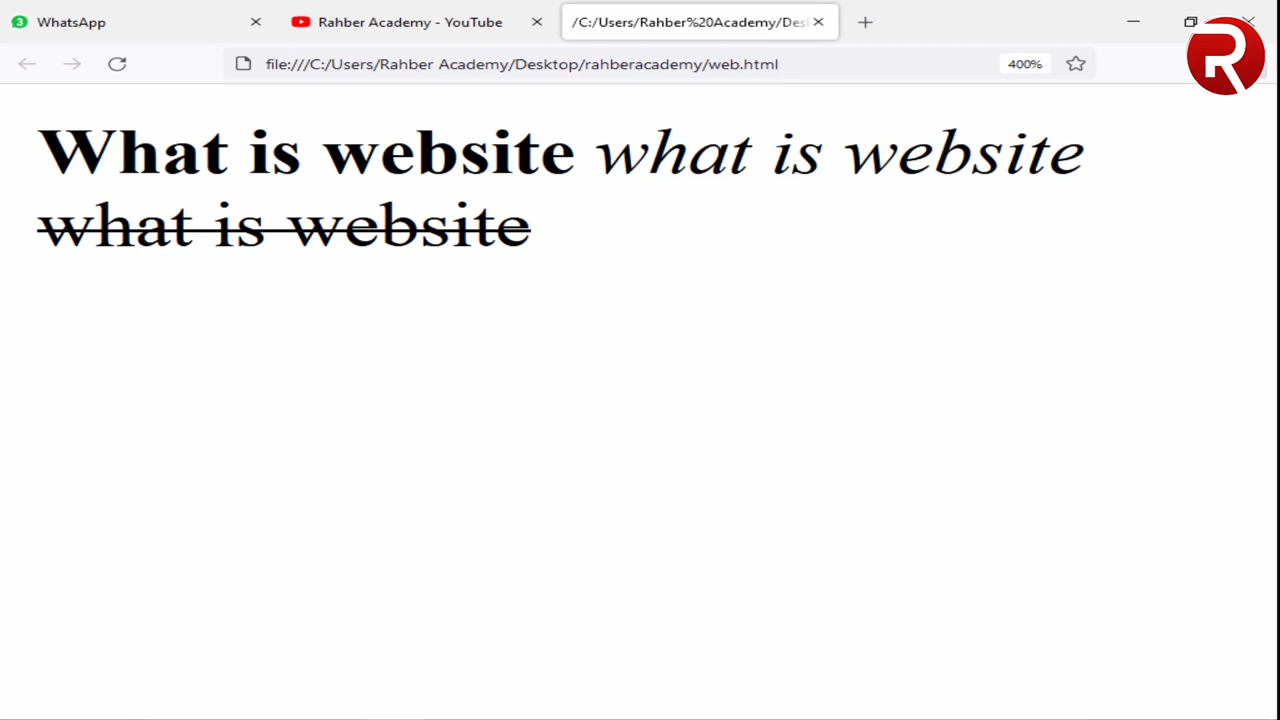 3 WhatsApp Rahber Academy - YouTube /C:/Users/Rahber%20Academy/Des
file:///C:/Users/Rahber Academy/Desktop/rahberacademy/web.html 400% R
What is website what is website
what is website